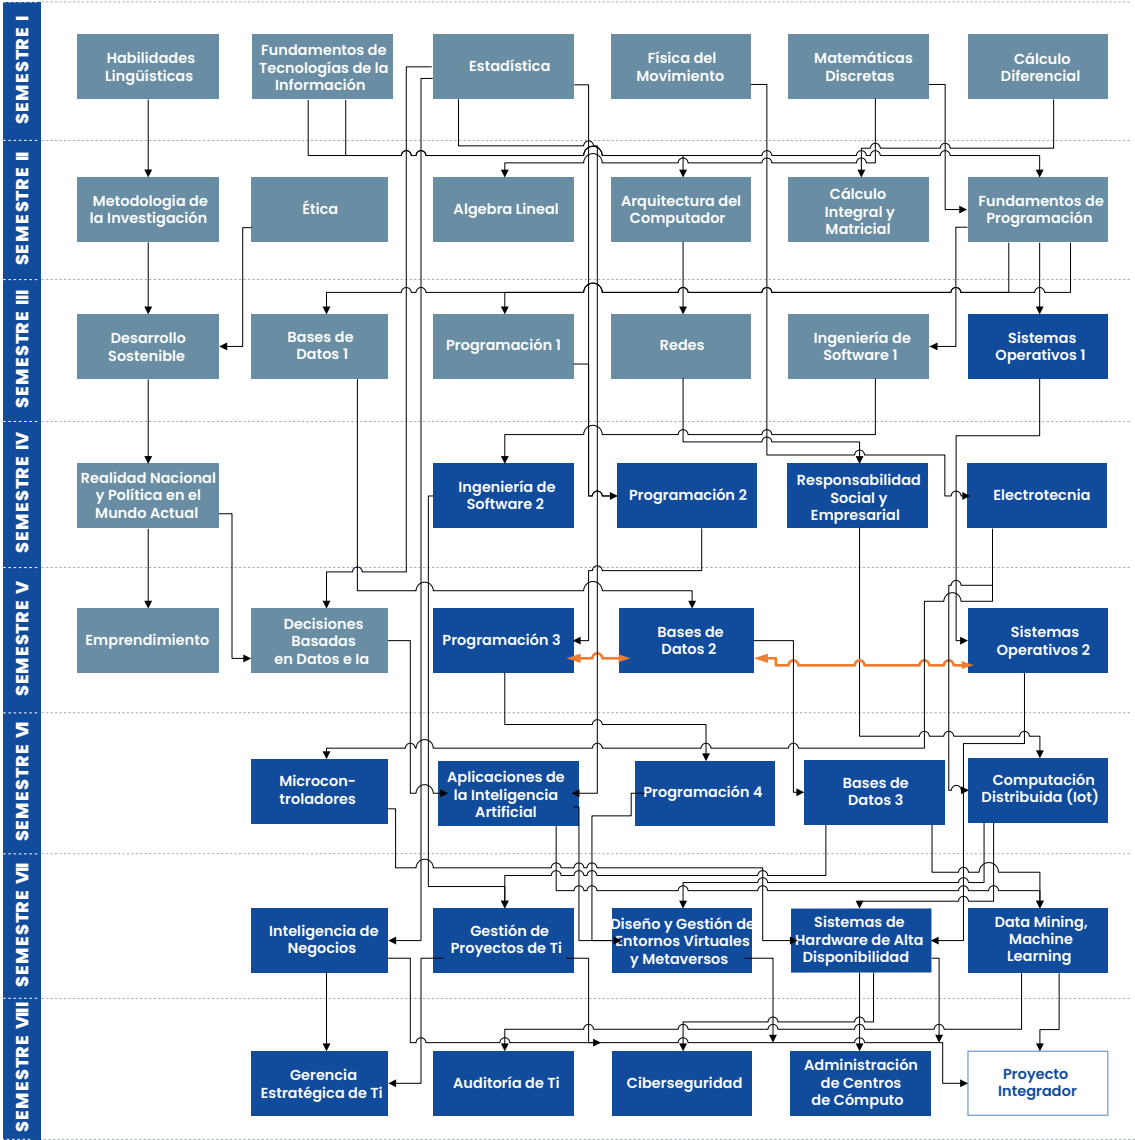 SEMESTRE I
Habilidades
Lingüísticas
Fundamentos de
Tecnologías de la
Información
Estadística
Física del
Movimiento
Matemáticas
Discretas
Cálculo
Diferencial
SEMESTRE II
Metodologia de
la Investigación
Ética
Algebra Lineal
Arquitectura del
Computador
Cálculo
Integral y
Matricial
Fundamentos de
Programación
SEMESTRE III
Desarrollo
Sostenible
Bases de
Datos 1
Programación 1
Redes
Ingeniería de
Software 1
Sistemas
Operativos 1
SEMESTRE IV
Realidad Nacional
y Política en el
Mundo Actual
Ingeniería de
Software 2
Programación 2
Responsabilidad
Social y
Empresarial
Electrotecnia
SEMESTRE V
Emprendimiento
Decisiones
Basadas
en Datos e Ia
Programación 3
Bases de
Datos 2
Sistemas
Operativos 2
SEMESTRE VI
Microcon-
troladores
Aplicaciones de
la Inteligencia
Artificial
Programación 4
Bases de
Datos 3
Computación
Distribuida (Iot)
SEMESTRE VII
Inteligencia de
Negocios
Gestión de
Proyectos de Ti
Diseño y Gestión de
Entornos Virtuales
y Metaversos
Sistemas de
Hardware de Alta
Disponibilidad
Data Mining,
Machine
Learning
SEMESTRE VIII
Gerencia
Estratégica de Ti
Auditoría de Ti
Ciberseguridad
Administración
de Centros
de Cómputo
Proyecto
Integrador